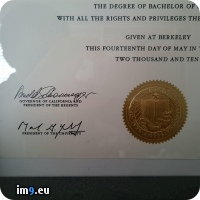 THE DEGREE OF BACHELOR OF
WITH ALL THE RIGHTS AND PRIVILEGES THE
GIVEN AT BERKELEY
THIS FOURTEENTH DAY OF MAY IN
TWO THOUSAND AND TEN
GOVERNOR OF CALIFORNIA AND
PRESIDENT OF THE REGENTS
PRESIDENT OF THE UNIVERSITY
im9.eu